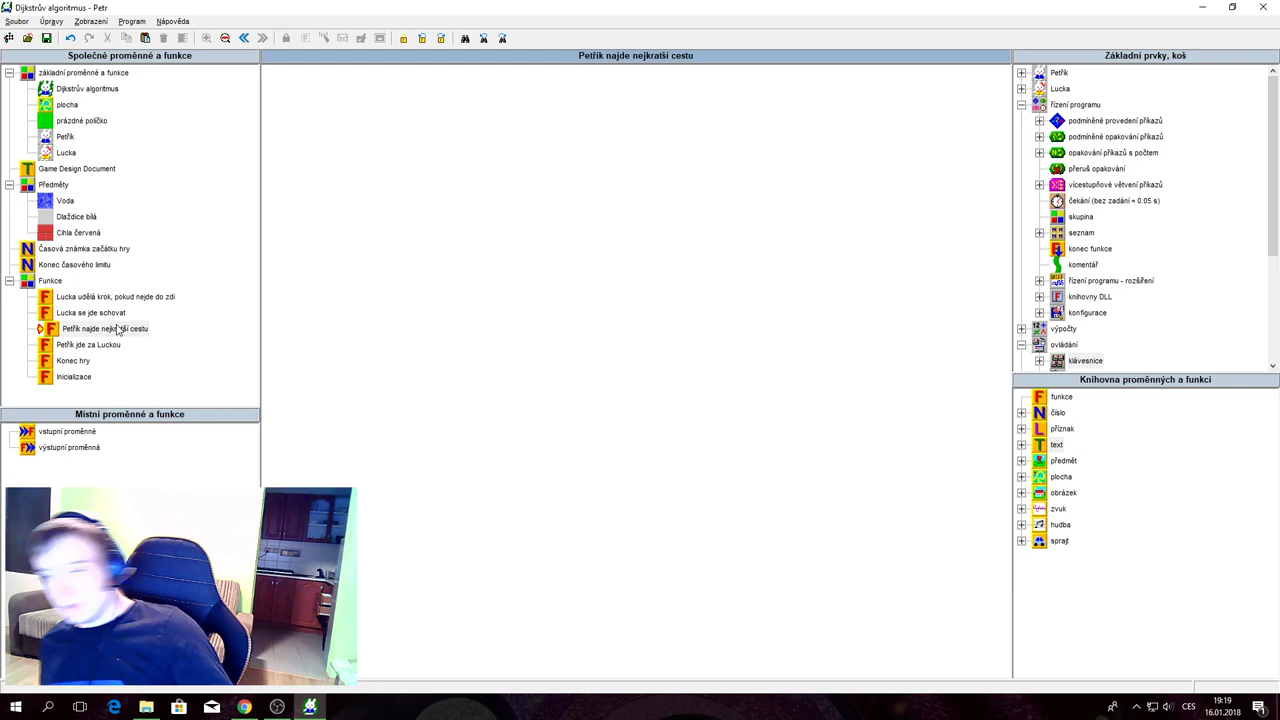 Dijkstrův algoritmus - Petr
Soubor Úpravy Zobrazení Program Nápověda
Společné proměnné a funkce
základní proměnné a funkce
Dijkstrův algoritmus
plocha
prázdné políčko
Petřík
Lucka
Game Design Document
Předměty
Voda
Dlaždice bílá
Cihla červená
Časová známka začátku hry
Konec časového limitu
Funkce
Lucka udělá krok, pokud nejde do zdi
Lucka se jde schovat
Petřík najde nejkratší cestu
Petřík jde za Luckou
Konec hry
Inicializace
Místní proměnné a funkce
vstupní proměnné
výstupní proměnná
Petřík najde nejkratší cestu
Základní prvky, koš
Petřík
Lucka
řízení programu
podmíněné provedení příkazů
podmíněné opakování příkazů
opakování příkazů s počtem
přeruš opakování
vícestupňové větvení příkazů
čekání (bez zadání = 0.05 s)
skupina
seznam
konec funkce
komentář
řízení programu - rozšíření
knihovny DLL
konfigurace
výpočty
ovládání
klávesnice
Knihovna proměnných a funkcí
funkce
číslo
příznak
text
předmět
plocha
obrázek
zvuk
hudba
sprajt
CES
19:19
16.01.2018